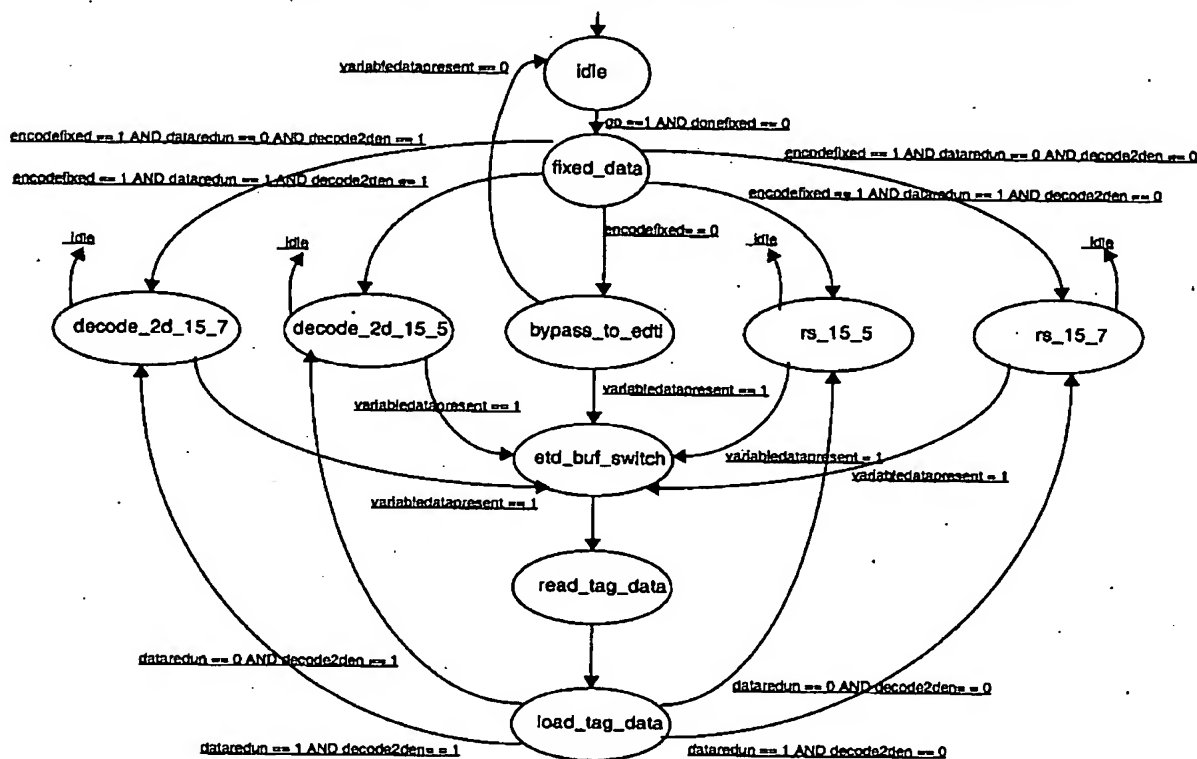 idle
variabledatapresent == 0
go ==1 AND donefixed == 0
encodefixed == 1 AND dataredun == 0 AND decode2den == 1
fixed_data
encodefixed == 1 AND dataredun == 0 AND decode2den == 0
encodefixed == 1 AND dataredun == 1 AND decode2den == 1
encodefixed == 1 AND dataredun == 1 AND decode2den == 0
encodefixed= = 0
idle
idle
idle
idle
decode_2d_15_7
decode_2d_15_5
bypass_to_edti
rs_15_5
rs_15_7
variabledatapresent == 1
variabledatapresent == 1
etd_buf_switch
variabledatapresent = 1
variabledatapresent = 1
variabledatapresent == 1
read_tag_data
dataredun == 0 AND decode2den == 1
dataredun == 0 AND decode2den= = 0
load_tag_data
dataredun == 1 AND decode2den= = 1
dataredun == 1 AND decode2den == 0